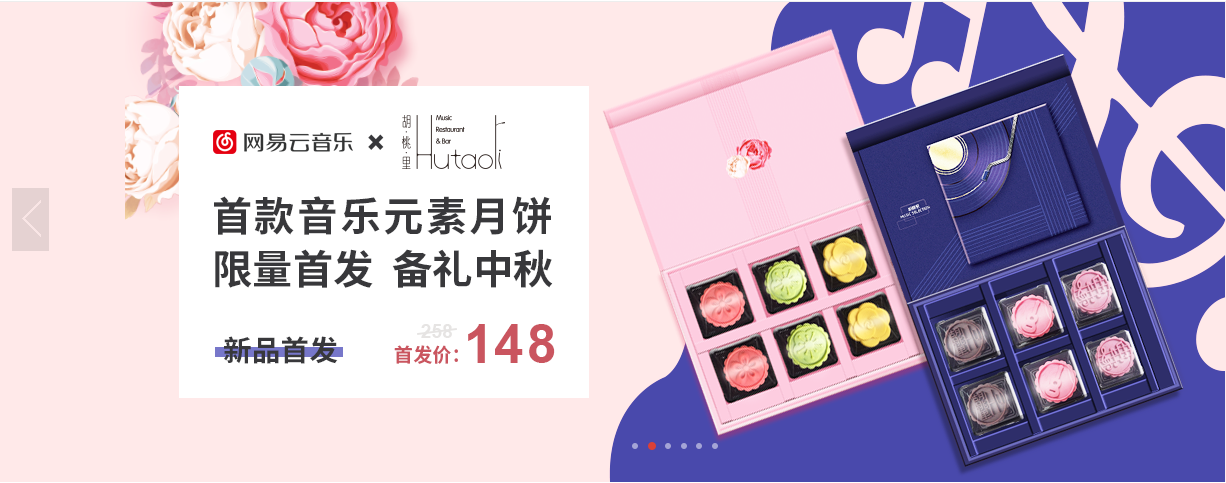 网易云音乐 × 胡·桃·里 Hutaoli
Music
Restaurant
& Bar
首款音乐元素月饼
限量首发 备礼中秋
新品首发
258
首发价：148